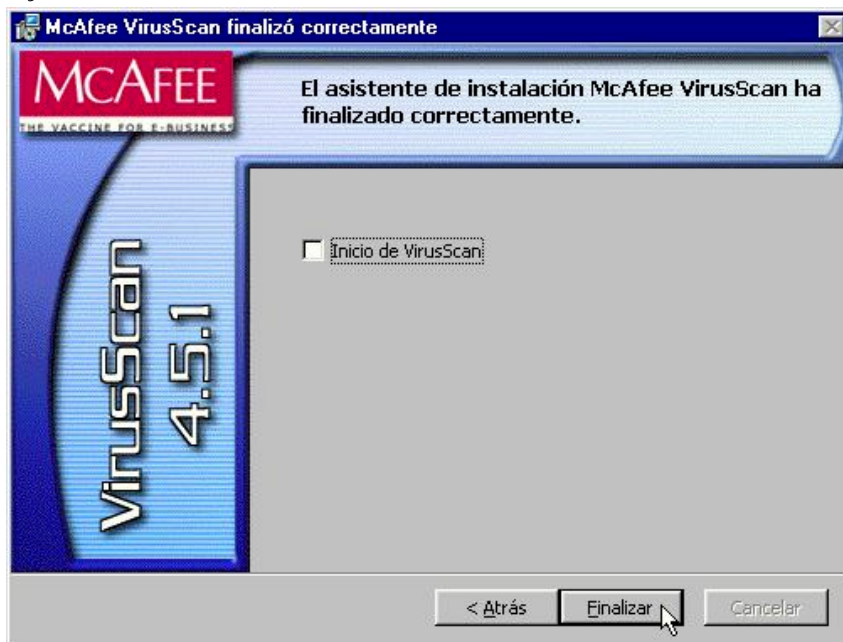 McAfee VirusScan finalizó correctamente
McAFEE
THE VACCINE FOR E-BUSINESS
El asistente de instalación McAfee VirusScan ha
finalizado correctamente.
Inicio de VirusScan
VirusScan
4.5.1
< Atrás
Finalizar
Cancelar